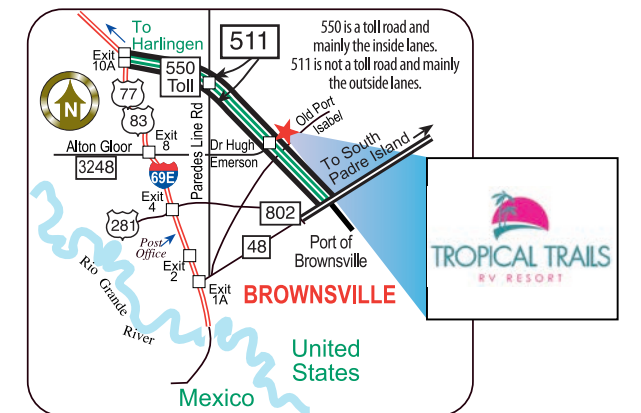 To
Harlingen
Exit
10A
550
Toll
511
550 is a toll road and
mainly the inside lanes.
511 is not a toll road and mainly
the outside lanes.
77
N
83
Exit
8
Alton Gloor
3248
Paredes Line Rd
Dr Hugh
Emerson
Old Port
Isabel
To South
Padre Island
69E
Exit
4
281
802
48
Post
Office
Exit
2
Exit
1A
Port of
Brownsville
BROWNSVILLE
Rio Grande
River
United
States
Mexico
TROPICAL TRAILS
RV RESORT